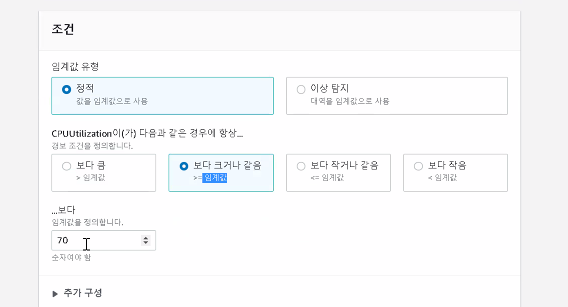 조건
임계값 유형
정적
값을 임계값으로 사용
이상 탐지
대역을 임계값으로 사용
CPUUtilization이(가) 다음과 같은 경우에 항상...
경보 조건을 정의합니다.
보다 큼
> 임계값
보다 크거나 같음
>= 임계값
보다 작거나 같음
<= 임계값
보다 작음
< 임계값
...보다
임계값을 정의합니다.
70
숫자여야 함
추가 구성